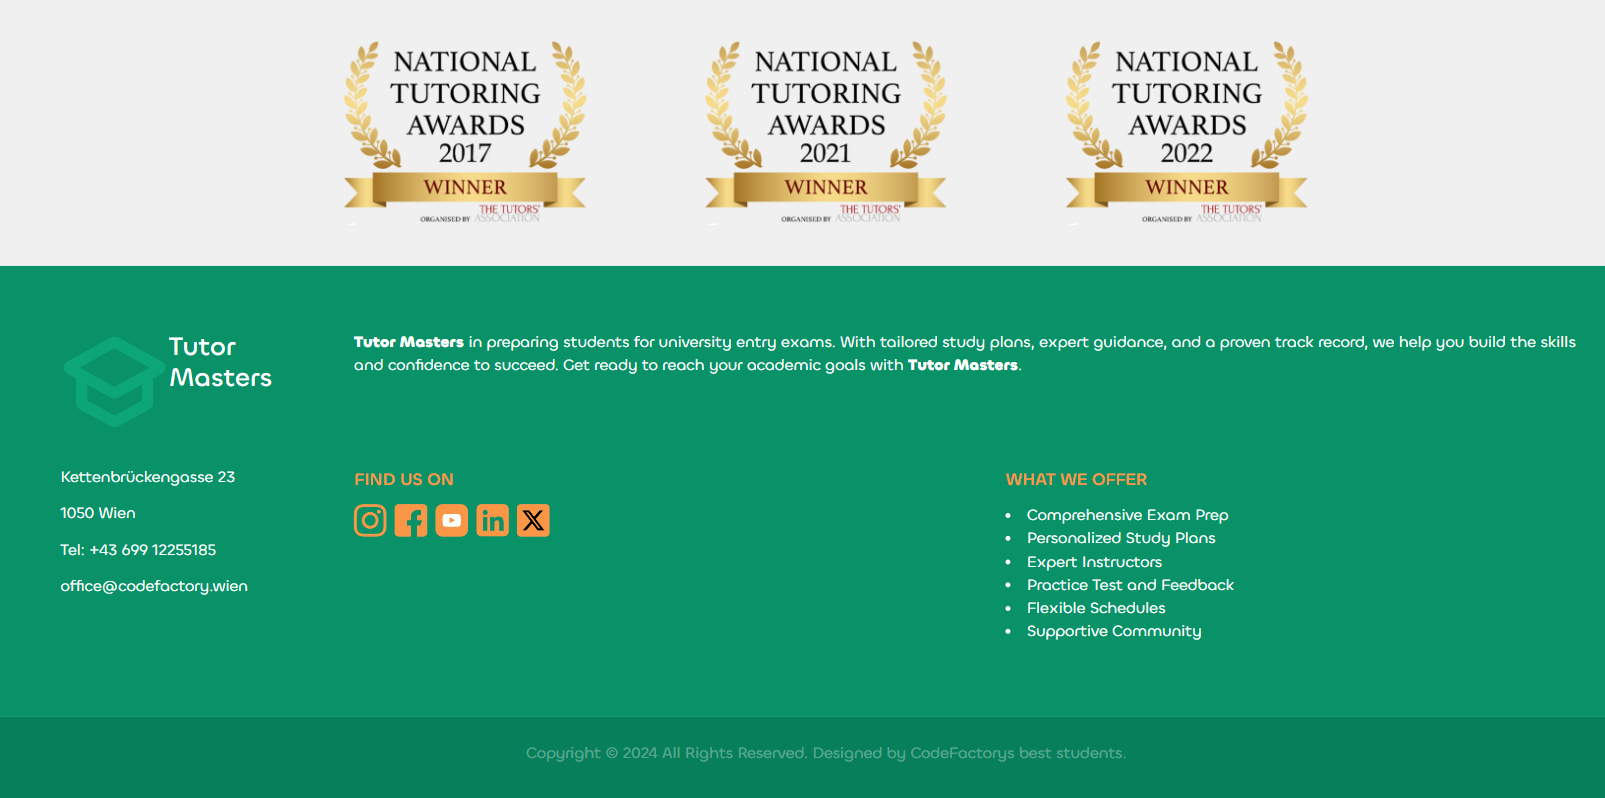 NATIONAL
TUTORING
AWARDS
2017
WINNER
ORGANISED BY THE TUTORS'
ASSOCIATION
NATIONAL
TUTORING
AWARDS
2021
WINNER
ORGANISED BY THE TUTORS'
ASSOCIATION
NATIONAL
TUTORING
AWARDS
2022
WINNER
ORGANISED BY THE TUTORS'
ASSOCIATION
Tutor
Masters
Tutor Masters in preparing students for university entry exams. With tailored study plans, expert guidance, and a proven track record, we help you build the skills
and confidence to succeed. Get ready to reach your academic goals with Tutor Masters.
Kettenbrückengasse 23
1050 Wien
Tel: +43 699 12255185
office@codefactory.wien
FIND US ON
WHAT WE OFFER
• Comprehensive Exam Prep
• Personalized Study Plans
• Expert Instructors
• Practice Test and Feedback
• Flexible Schedules
• Supportive Community
Copyright © 2024 All Rights Reserved. Designed by CodeFactorys best students.